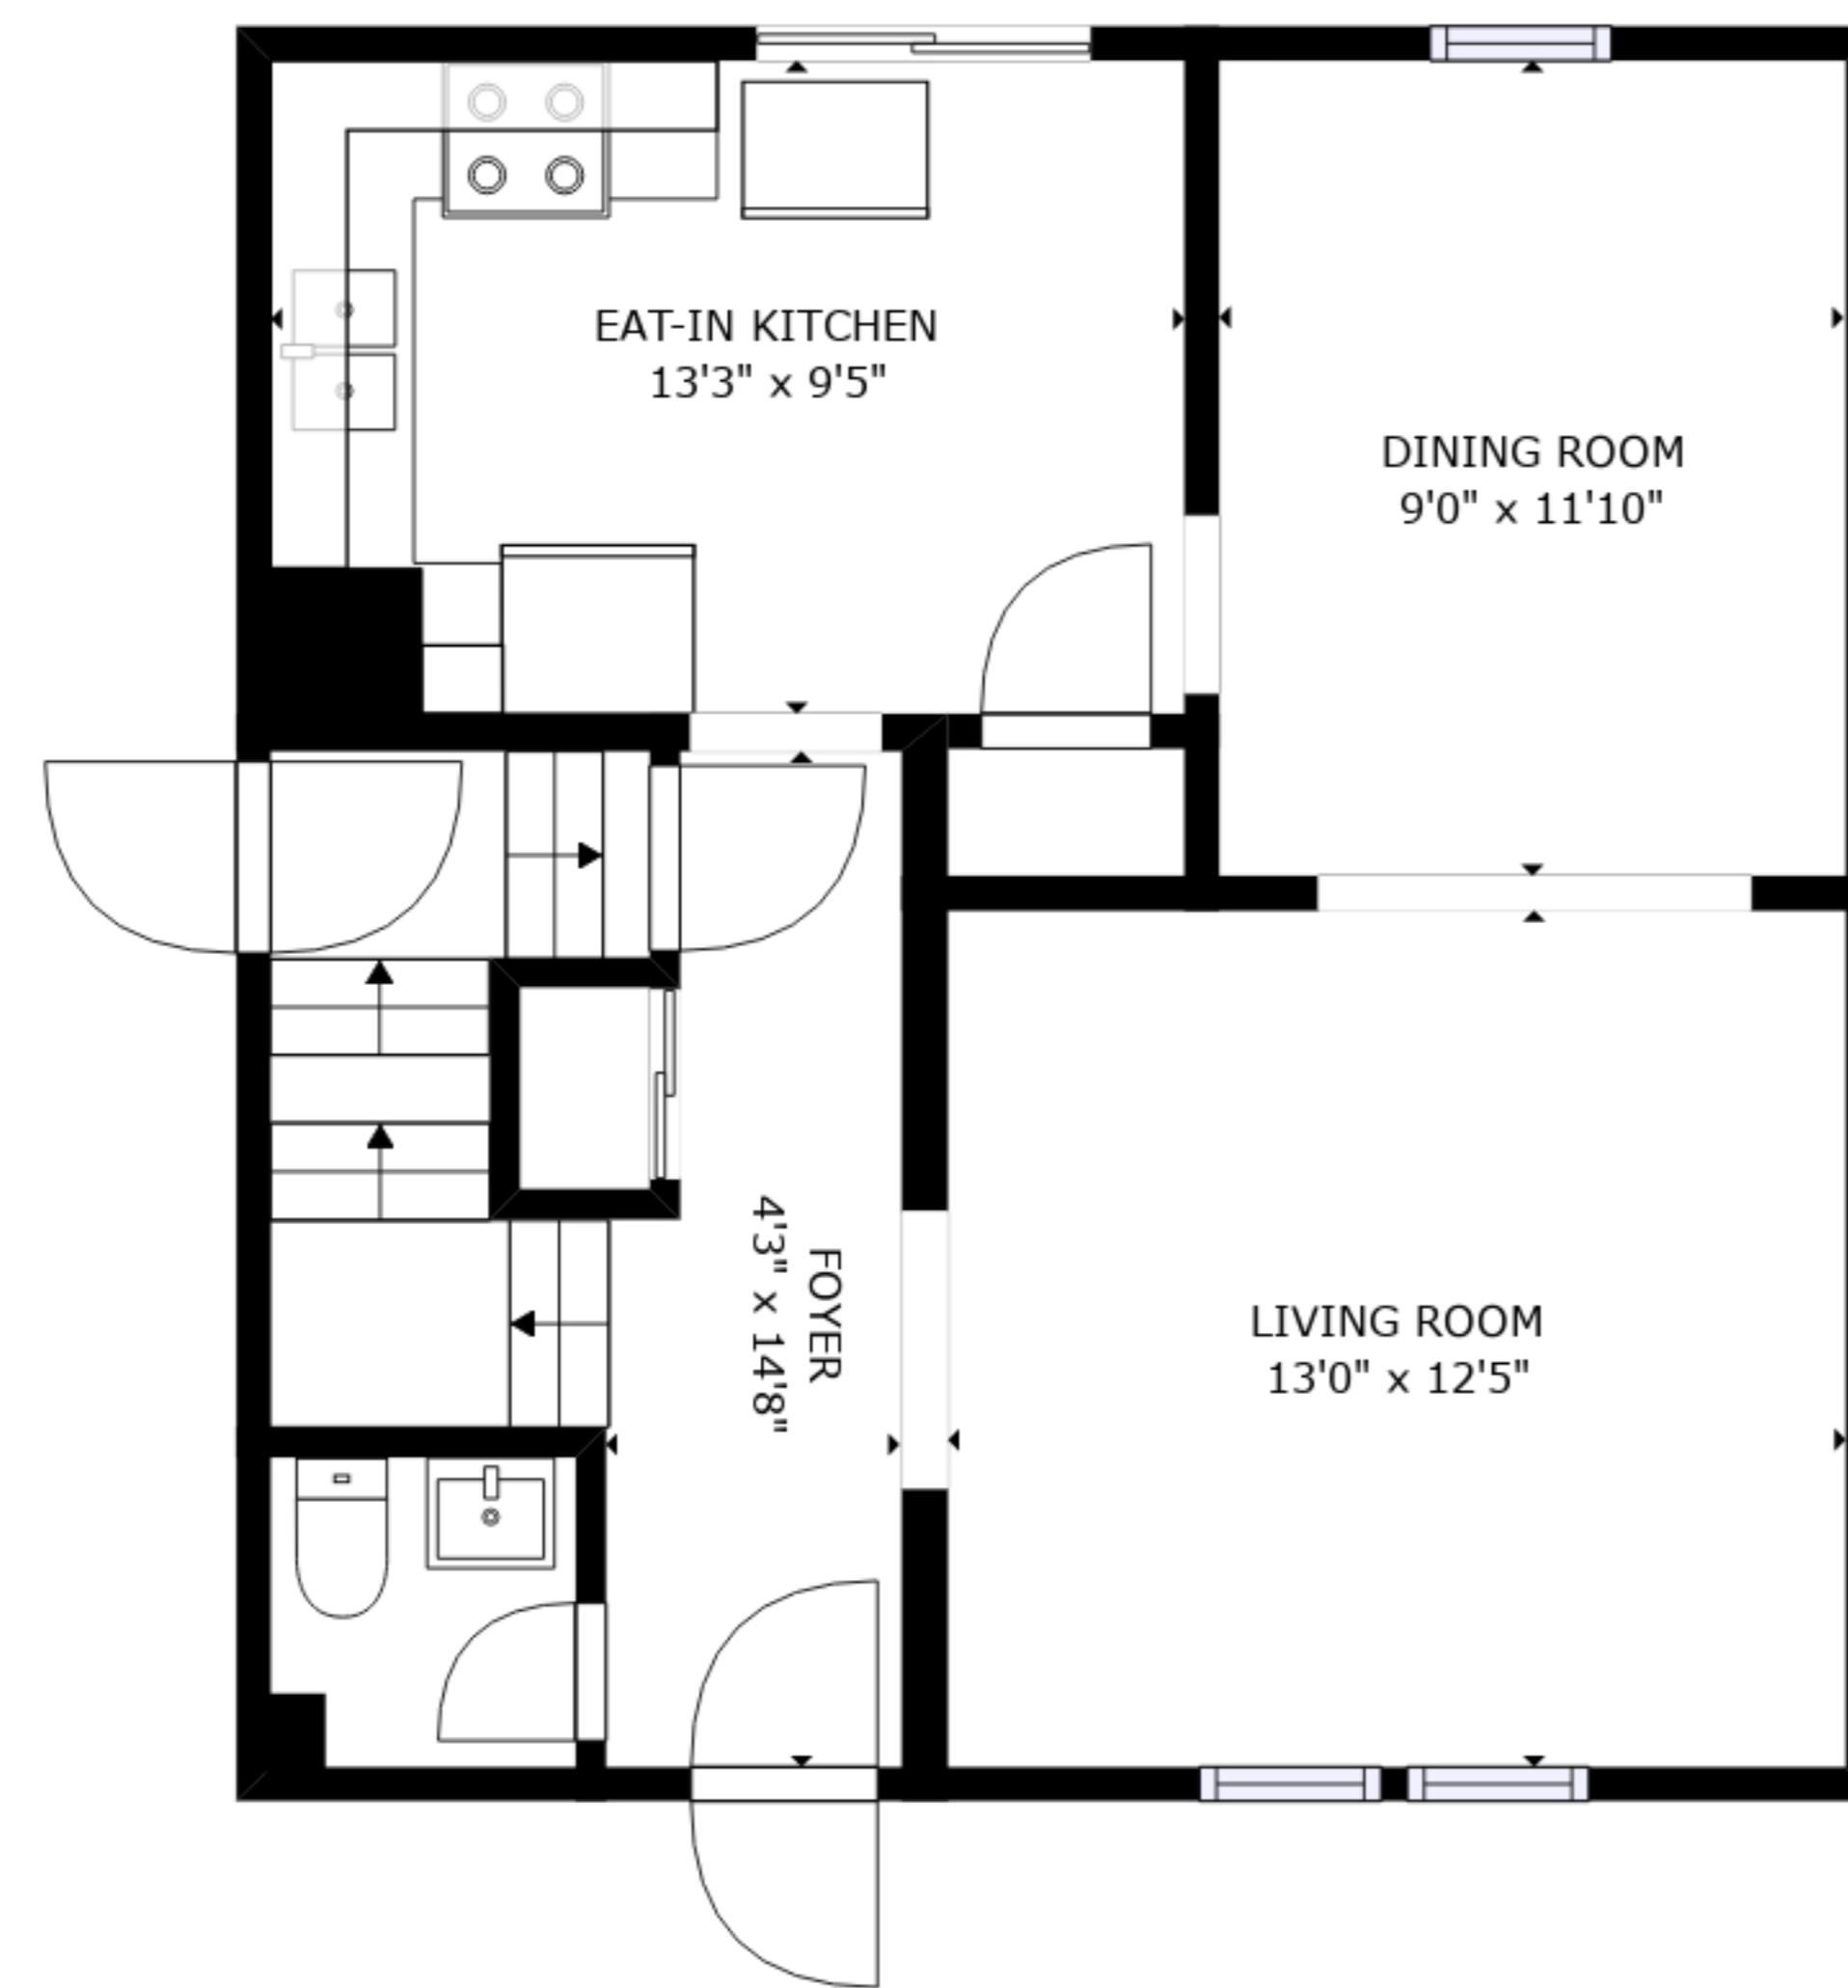 EAT-IN KITCHEN
13'3" x 9'5"
DINING ROOM
9'0" x 11'10"
FOYER
4'3" x 14'8"
LIVING ROOM
13'0" x 12'5"